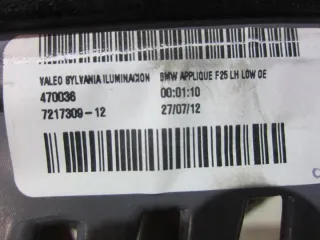 VALEO SYLVANIA ILUMINACION BMW APPLIQUE F25 LH LOW OE
470036 00:01:10
7217309-12 27/07/12